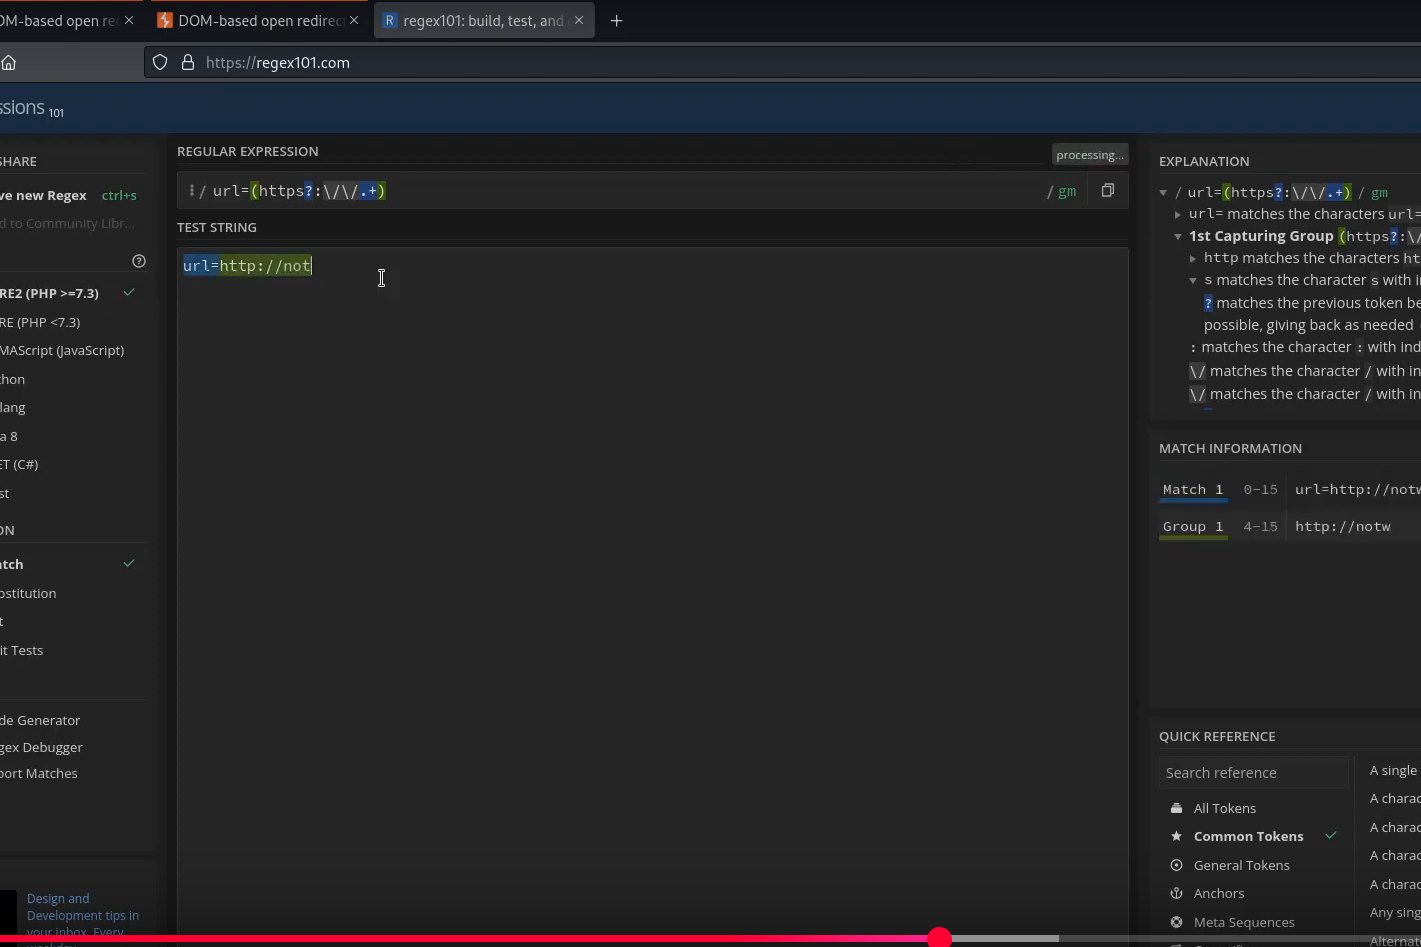 OM-based open rec
DOM-based open redirec
regex101: build, test, and
https://regex101.com
ssions 101
SHARE
ve new Regex ctrl+s
d to Community Libr...
RE2 (PHP >=7.3)
RE (PHP <7.3)
MAScript (JavaScript)
thon
lang
a 8
ET (C#)
st
ON
atch
bstitution
t
it Tests
de Generator
gex Debugger
port Matches
Design and
Development tips in
your inbox. Every
REGULAR EXPRESSION
processing...
/ url=(https?:\/\/.+) / gm
TEST STRING
url=http://not
EXPLANATION
/ url=(https?:\/\/.+) / gm
url= matches the characters url=
1st Capturing Group (https?:\/
http matches the characters ht
s matches the character s with in
? matches the previous token be
possible, giving back as needed
: matches the character : with ind
\/ matches the character / with in
\/ matches the character / with in
MATCH INFORMATION
Match 1 0-15 url=http://notw
Group 1 4-15 http://notw
QUICK REFERENCE
Search reference
All Tokens
Common Tokens
General Tokens
Anchors
Meta Sequences
A single
A charac
A charac
A charac
A charac
Any sing
Alternat